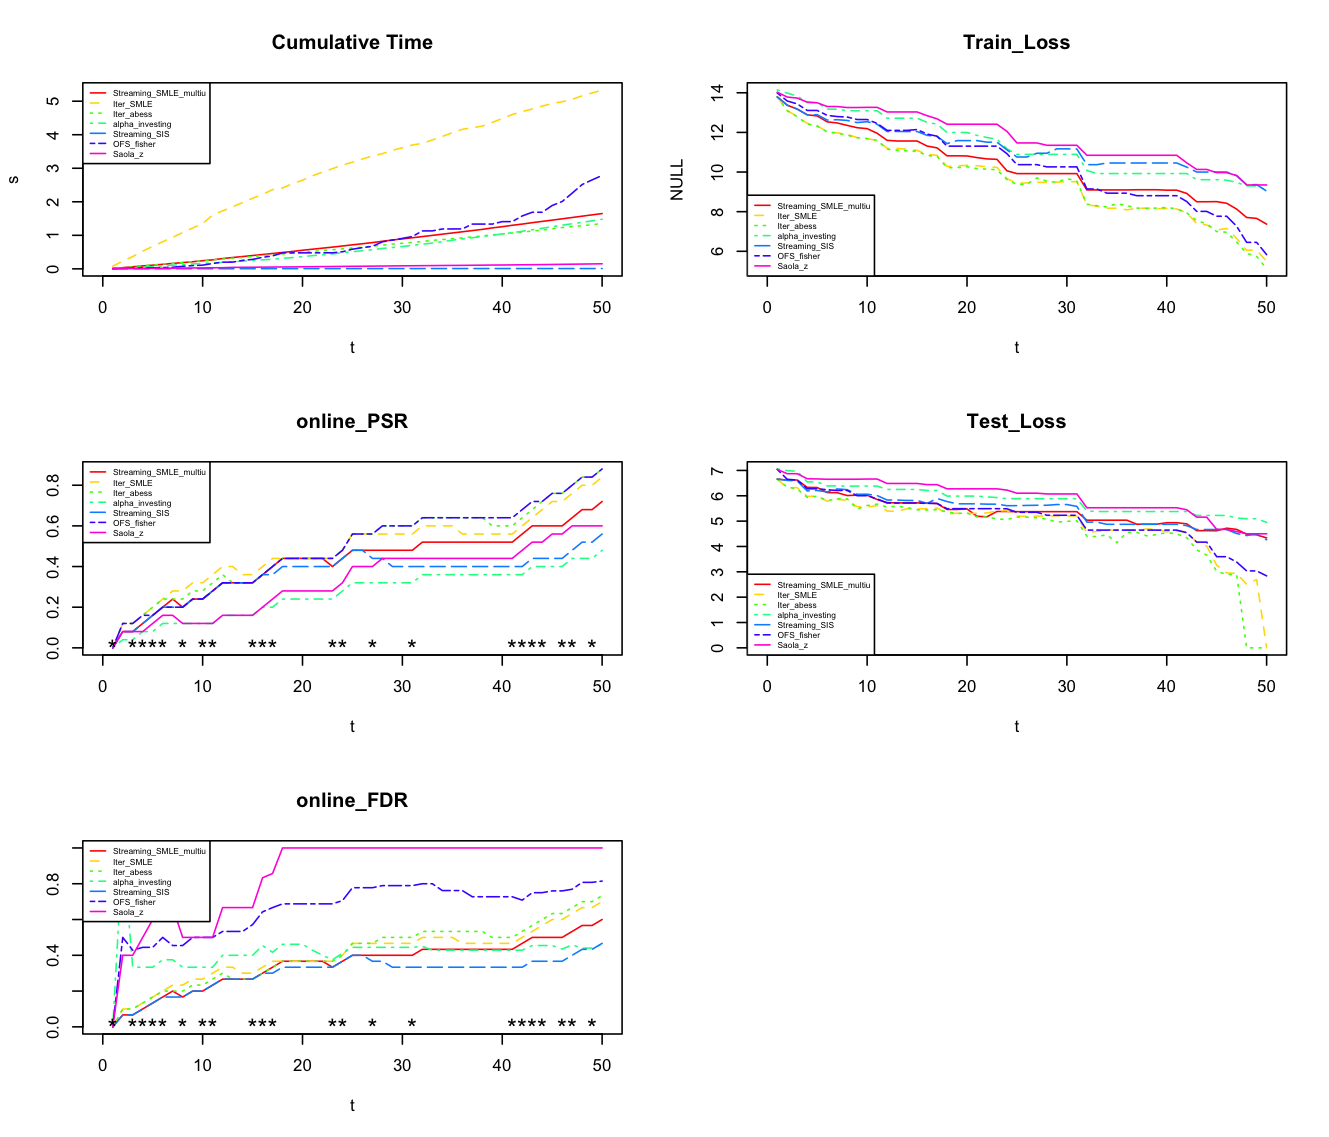 Cumulative Time
s
5
4
3
2
1
0
Streaming_SMLE_multiu
Iter_SMLE
Iter_abess
alpha_investing
Streaming_SIS
OFS_fisher
Saola_z
0 10 20 30 40 50
t
Train_Loss
NULL
14
12
10
8
6
Streaming_SMLE_multiu
Iter_SMLE
Iter_abess
alpha_investing
Streaming_SIS
OFS_fisher
Saola_z
0 10 20 30 40 50
t
online_PSR
0.8
0.6
0.4
0.2
0.0
Streaming_SMLE_multiu
Iter_SMLE
Iter_abess
alpha_investing
Streaming_SIS
OFS_fisher
Saola_z
* * * * * * * * * * * * * * * * * * * * * * *
0 10 20 30 40 50
t
Test_Loss
7
6
5
4
3
2
1
0
Streaming_SMLE_multiu
Iter_SMLE
Iter_abess
alpha_investing
Streaming_SIS
OFS_fisher
Saola_z
0 10 20 30 40 50
t
online_FDR
0.8
0.4
0.0
Streaming_SMLE_multiu
Iter_SMLE
Iter_abess
alpha_investing
Streaming_SIS
OFS_fisher
Saola_z
* * * * * * * * * * * * * * * * * * * * * * *
0 10 20 30 40 50
t